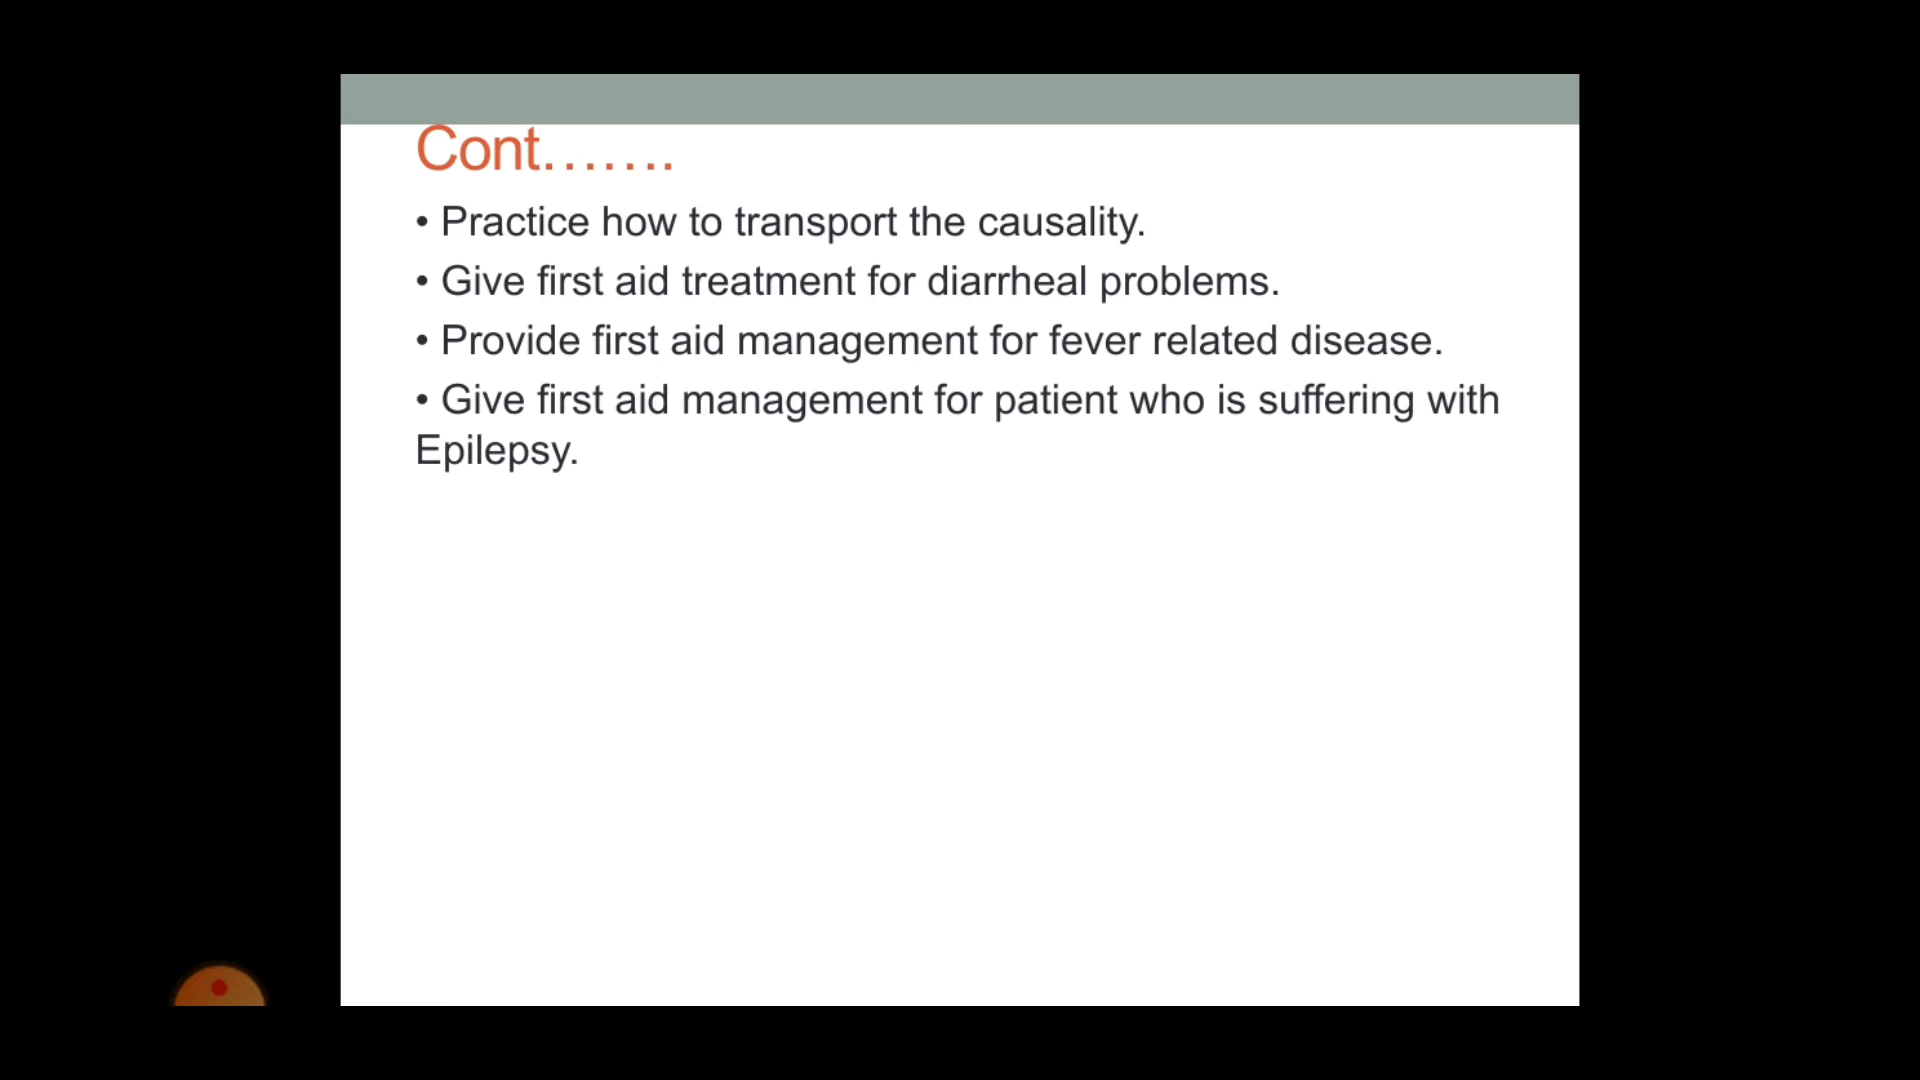 Cont…….
• Practice how to transport the causality.
• Give first aid treatment for diarrheal problems.
• Provide first aid management for fever related disease.
• Give first aid management for patient who is suffering with
Epilepsy.